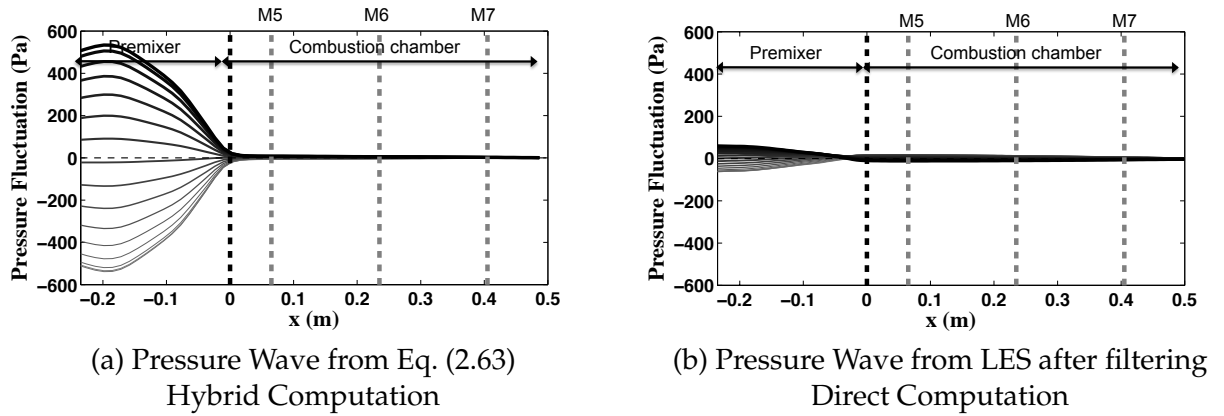 M5 M6 M7
600
Premixer Combustion chamber
400
200
0
−200
−400
−600
Pressure Fluctuation (Pa)
−0.2 −0.1 0 0.1 0.2 0.3 0.4 0.5
x (m)
(a) Pressure Wave from Eq. (2.63)
Hybrid Computation
M5 M6 M7
600
Premixer Combustion chamber
400
200
0
−200
−400
−600
Pressure Fluctuation (Pa)
−0.2 −0.1 0 0.1 0.2 0.3 0.4 0.5
x (m)
(b) Pressure Wave from LES after filtering
Direct Computation